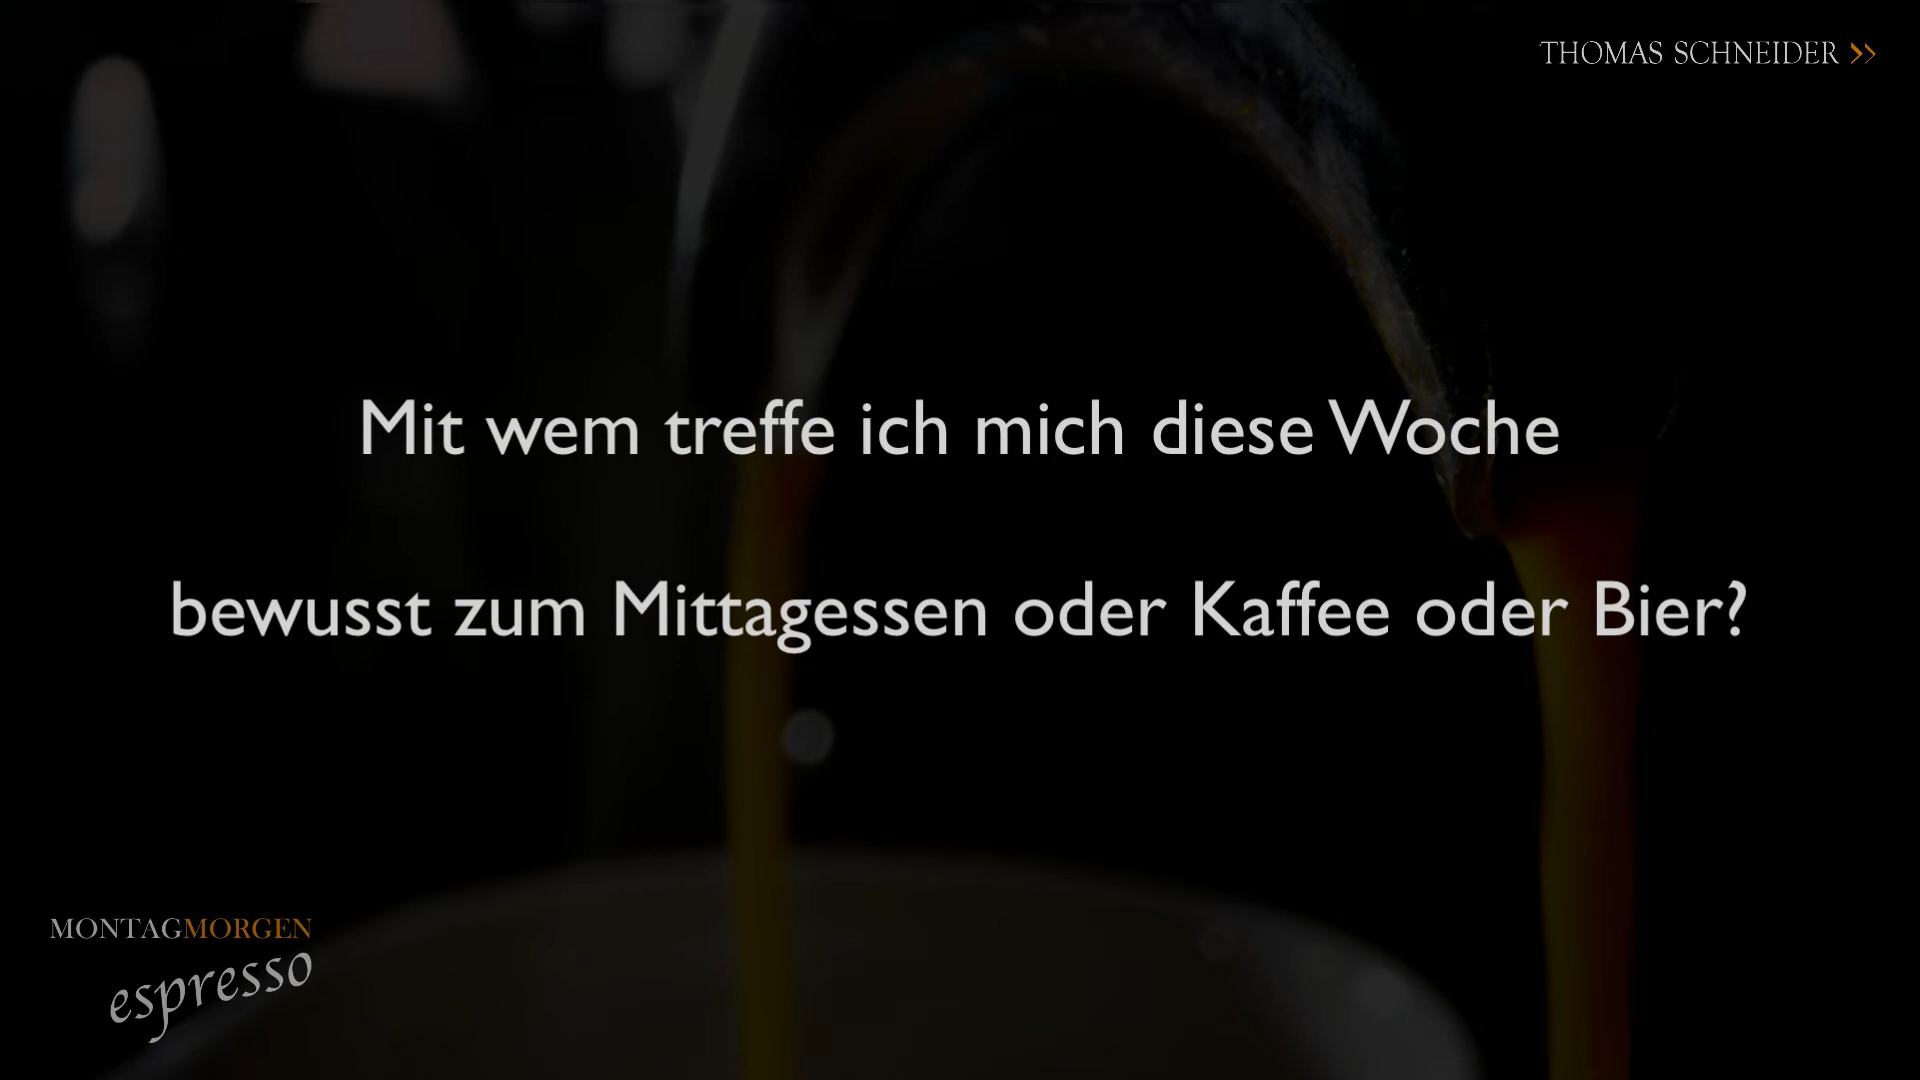 THOMAS SCHNEIDER >>
Mit wem treffe ich mich diese Woche
bewusst zum Mittagessen oder Kaffee oder Bier?
MONTAGMORGEN
espresso